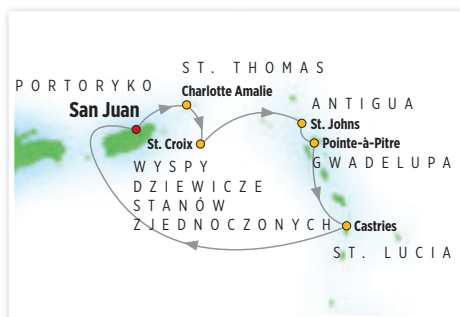 ST. THOMAS
PORTORYKO
Charlotte Amalie
San Juan
ANTIGUA
St. Johns
St. Croix
Pointe-à-Pitre
WYSPY
DZIEWICZE
STANÓW
ZJEDNOCZONYCH
GWADELUPA
Castries
ST. LUCIA